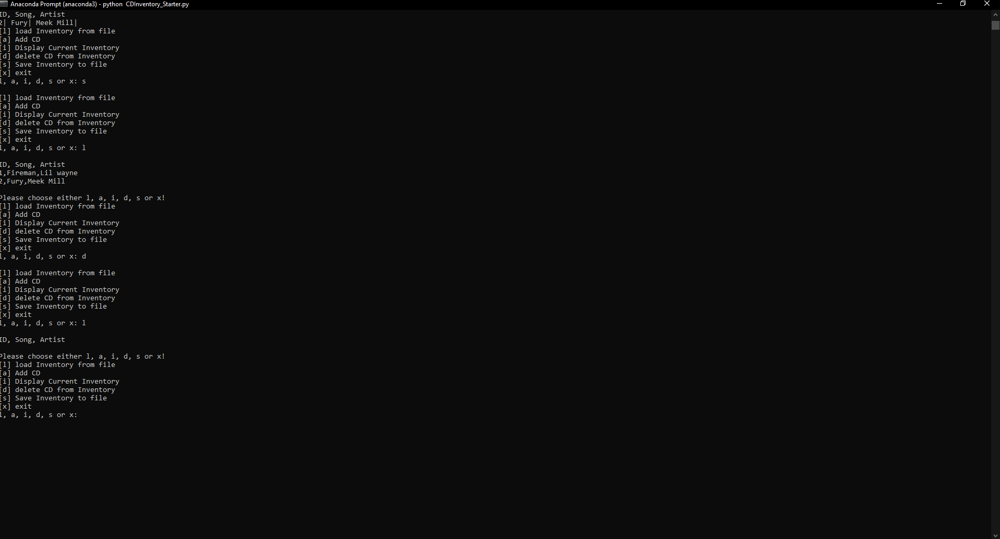 Anaconda Prompt (anaconda3) - python  CDInventory_Starter.py
ID, Song, Artist
2| Fury| Meek Mill|
[l] load Inventory from file
[a] Add CD
[i] Display Current Inventory
[d] delete CD from Inventory
[s] Save Inventory to file
[x] exit
l, a, i, d, s or x: s
[l] load Inventory from file
[a] Add CD
[i] Display Current Inventory
[d] delete CD from Inventory
[s] Save Inventory to file
[x] exit
l, a, i, d, s or x: l
ID, Song, Artist
1,Fireman,Lil wayne
2,Fury,Meek Mill
Please choose either l, a, i, d, s or x!
[l] load Inventory from file
[a] Add CD
[i] Display Current Inventory
[d] delete CD from Inventory
[s] Save Inventory to file
[x] exit
l, a, i, d, s or x: d
[l] load Inventory from file
[a] Add CD
[i] Display Current Inventory
[d] delete CD from Inventory
[s] Save Inventory to file
[x] exit
l, a, i, d, s or x: l
ID, Song, Artist
Please choose either l, a, i, d, s or x!
[l] load Inventory from file
[a] Add CD
[i] Display Current Inventory
[d] delete CD from Inventory
[s] Save Inventory to file
[x] exit
l, a, i, d, s or x: